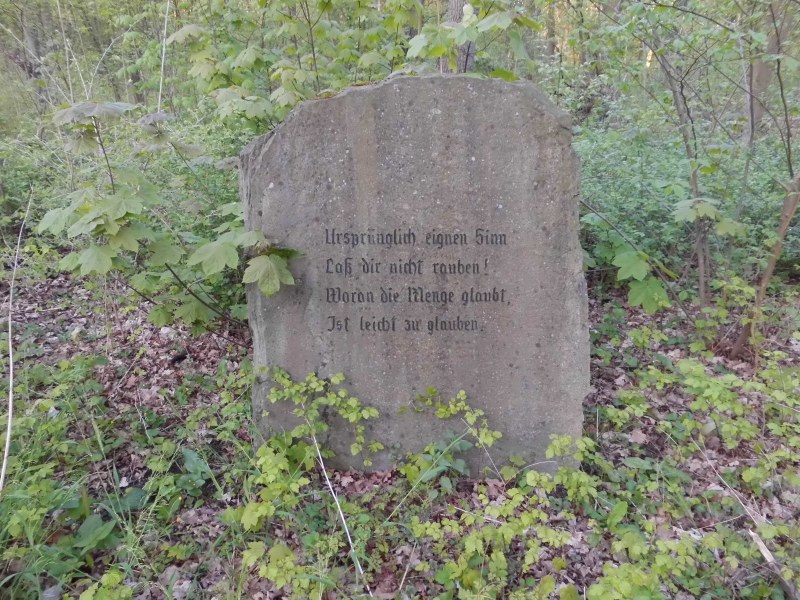 Ursprünglich eignen Sinn
Laß dir nicht rauben!
Woran die Menge glaubt,
Ist leicht zu glauben.